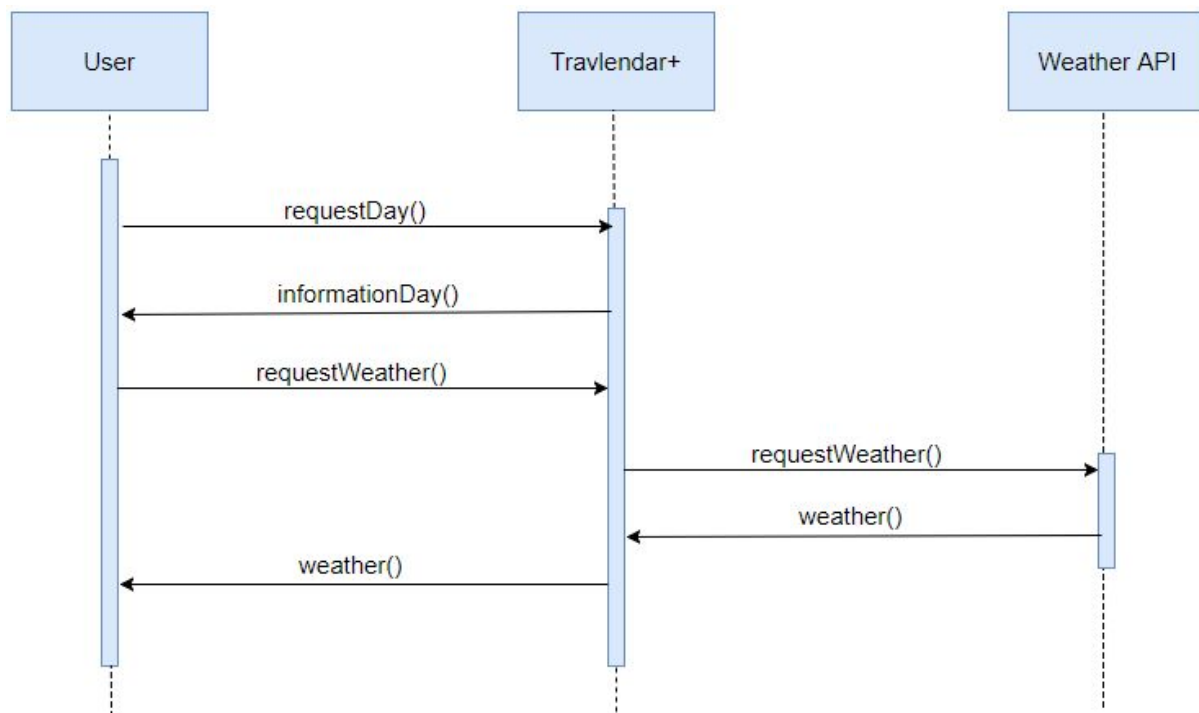 User
Travlendar+
Weather API
requestDay()
informationDay()
requestWeather()
requestWeather()
weather()
weather()